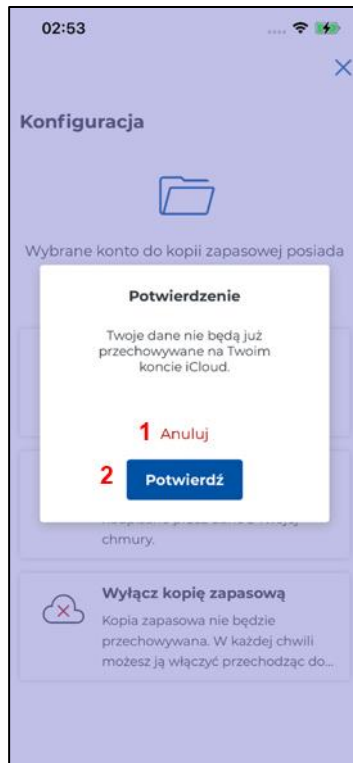 02:53
Konfiguracja
Wybrane konto do kopii zapasowej posiada
Potwierdzenie
Twoje dane nie będą już
przechowywane na Twoim
koncie iCloud.
1 Anuluj
2 Potwierdź
chmury.
Wyłącz kopię zapasową
Kopia zapasowa nie będzie
przechowywana. W każdej chwili
możesz ją włączyć przechodząc do...